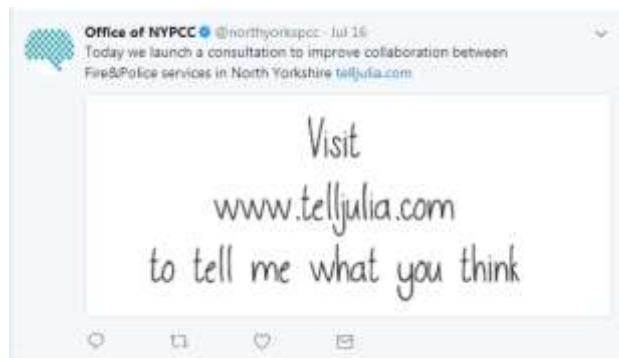 Office of NYPCC @northyorkspcc · Jul 16
Today we launch a consultation to improve collaboration between
Fire&Police services in North Yorkshire telljulia.com
Visit
www.telljulia.com
to tell me what you think